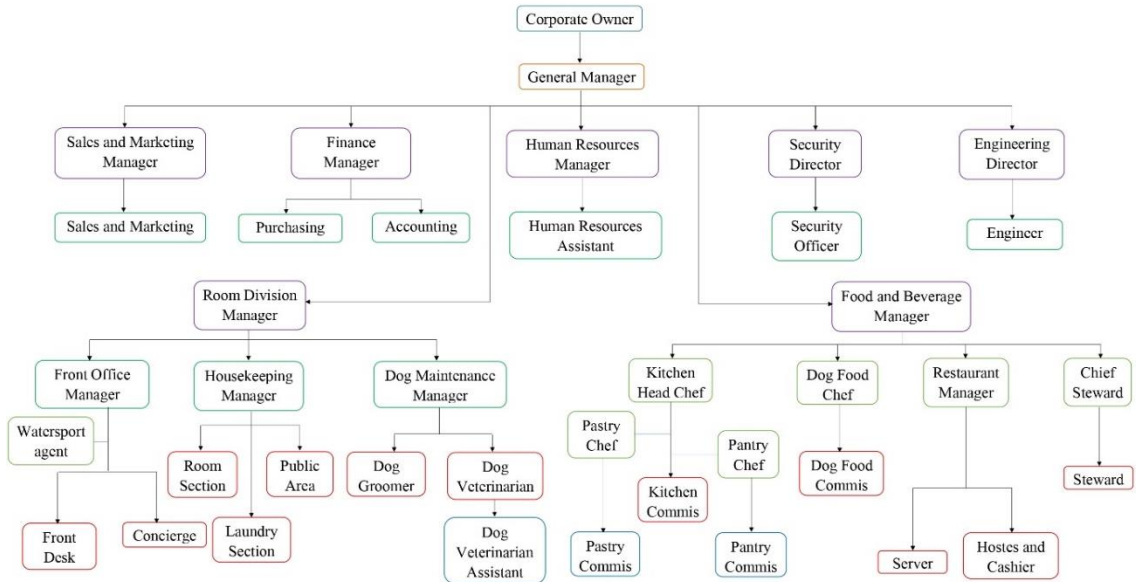 Corporate Owner
General Manager
Sales and Marketing
Manager
Finance
Manager
Human Resources
Manager
Security
Director
Engineering
Director
Sales and Marketing
Purchasing
Accounting
Human Resources
Assistant
Security
Officer
Engineer
Room Division
Manager
Food and Beverage
Manager
Front Office
Manager
Housekeeping
Manager
Dog Maintenance
Manager
Kitchen
Head Chef
Dog Food
Chef
Restaurant
Manager
Chief
Steward
Watersport
agent
Pastry
Chef
Pantry
Chef
Room
Section
Public
Area
Dog
Groomer
Dog
Veterinarian
Kitchen
Commis
Dog Food
Commis
Steward
Front
Desk
Concierge
Laundry
Section
Dog
Veterinarian
Assistant
Pastry
Commis
Pantry
Commis
Server
Hostes and
Cashier